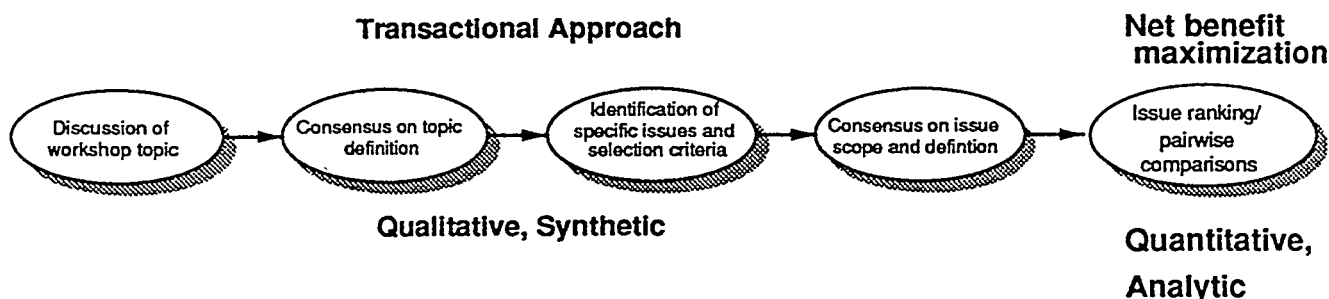 Transactional Approach
Net benefit
maximization
Discussion of
workshop topic
Consensus on topic
definition
Identification of
specific issues and
selection criteria
Consensus on issue
scope and defintion
Issue ranking/
pairwise
comparisons
Qualitative, Synthetic
Quantitative,
Analytic